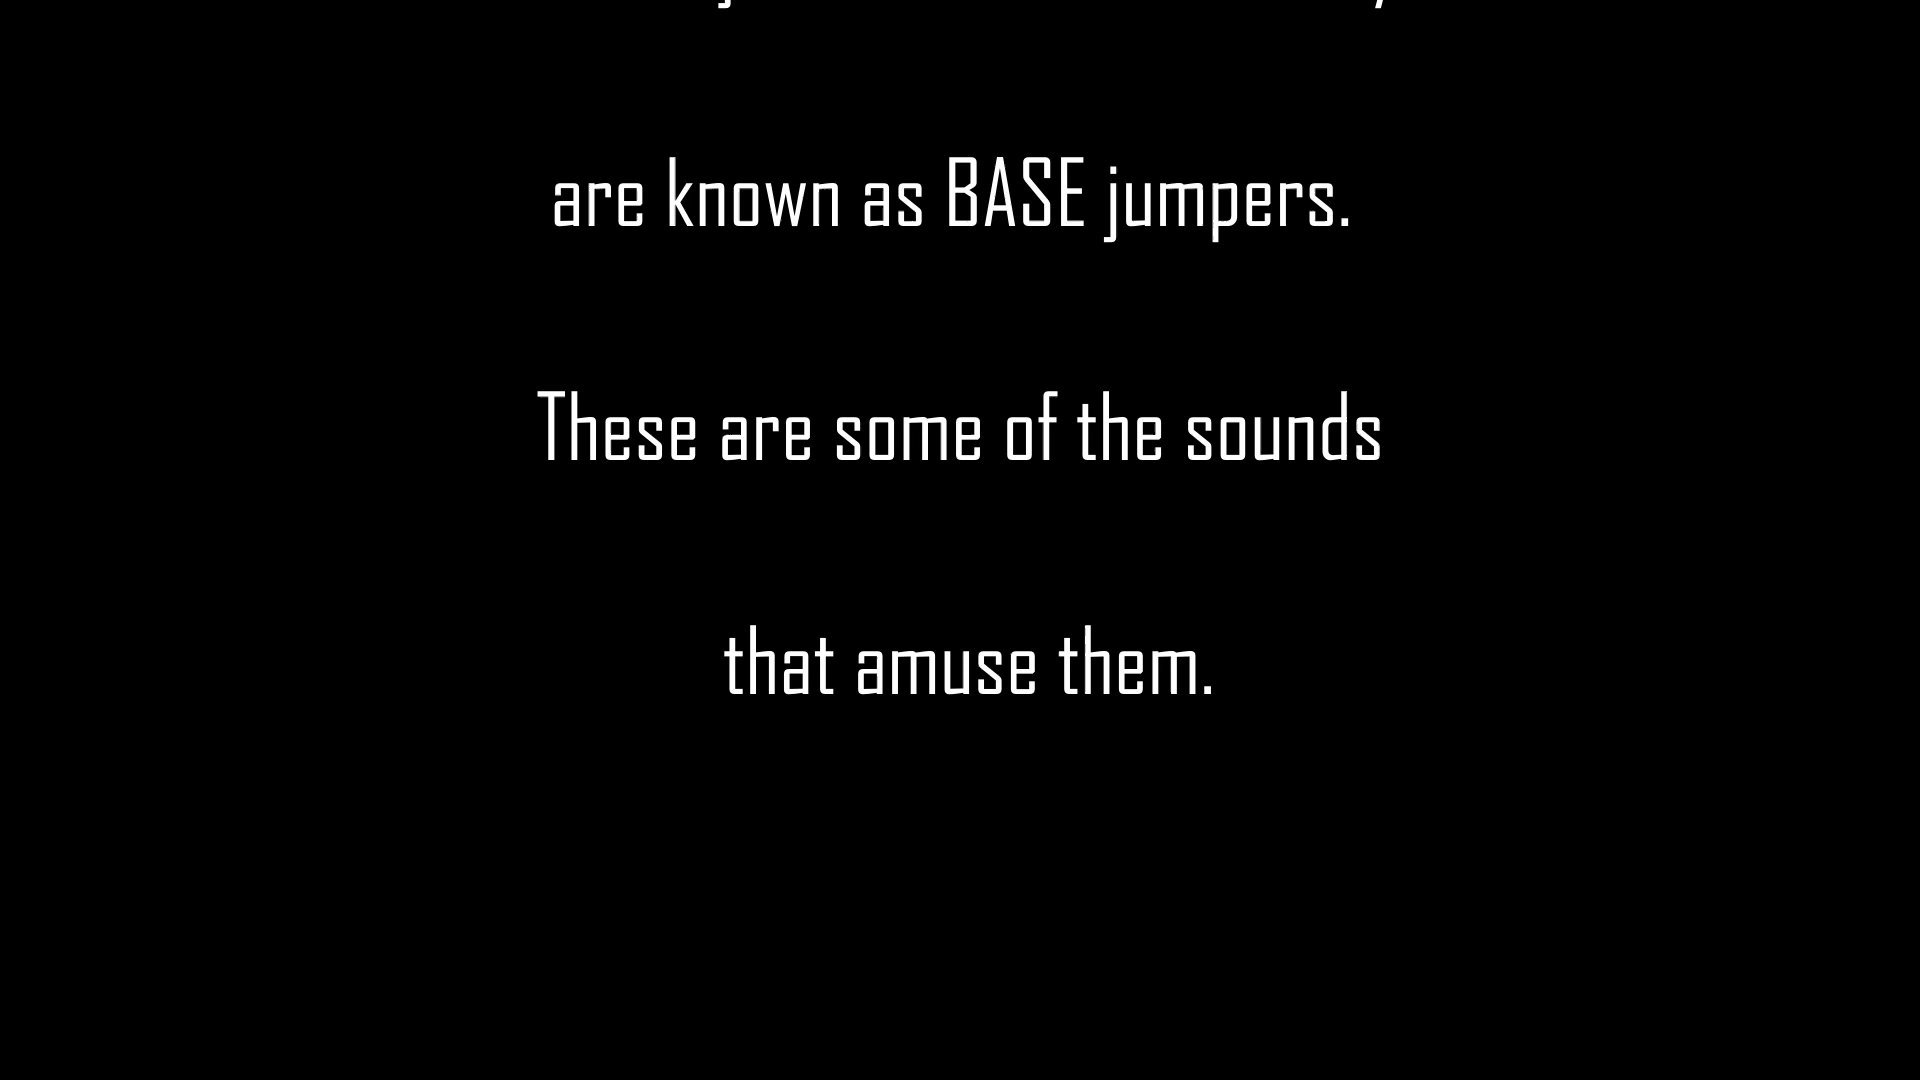 are known as BASE jumpers.
These are some of the sounds
that amuse them.